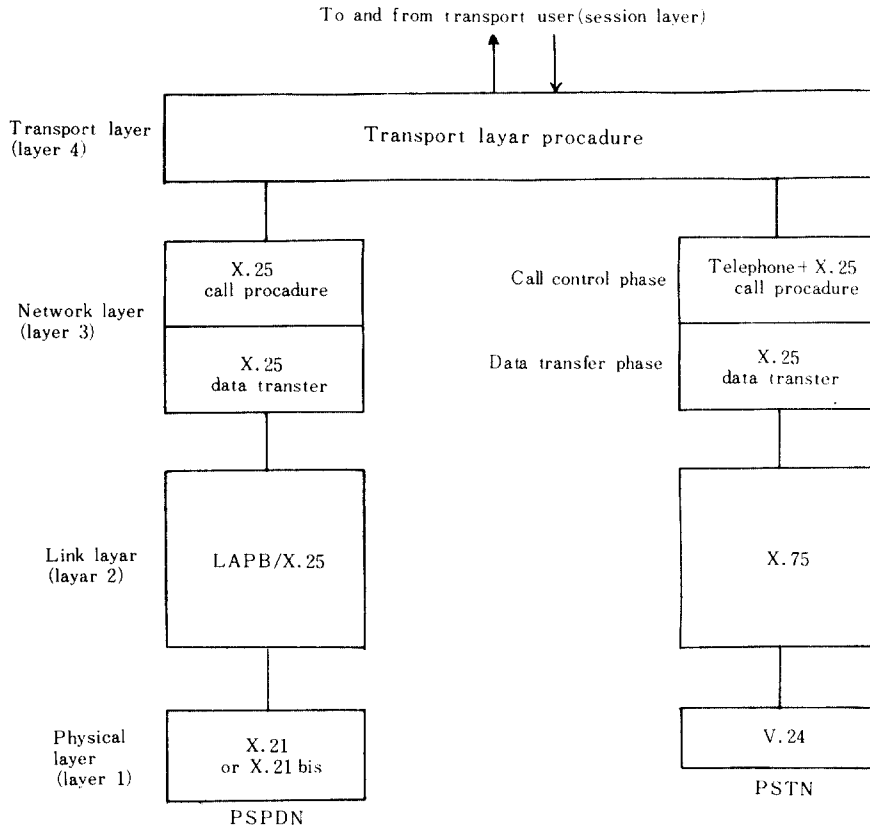 To and from transport user(session layer)
Transport layer
(layer 4)
Transport layar procadure
Network layer
(layer 3)
X.25
call procadure
X.25
data transter
Call control phase
Telephone+ X.25
call procadure
Data transfer phase
X.25
data transter
Link layar
(layar 2)
LAPB/X.25
X.75
Physical
layer
(layer 1)
X.21
or X.21 bis
PSPDN
V.24
PSTN